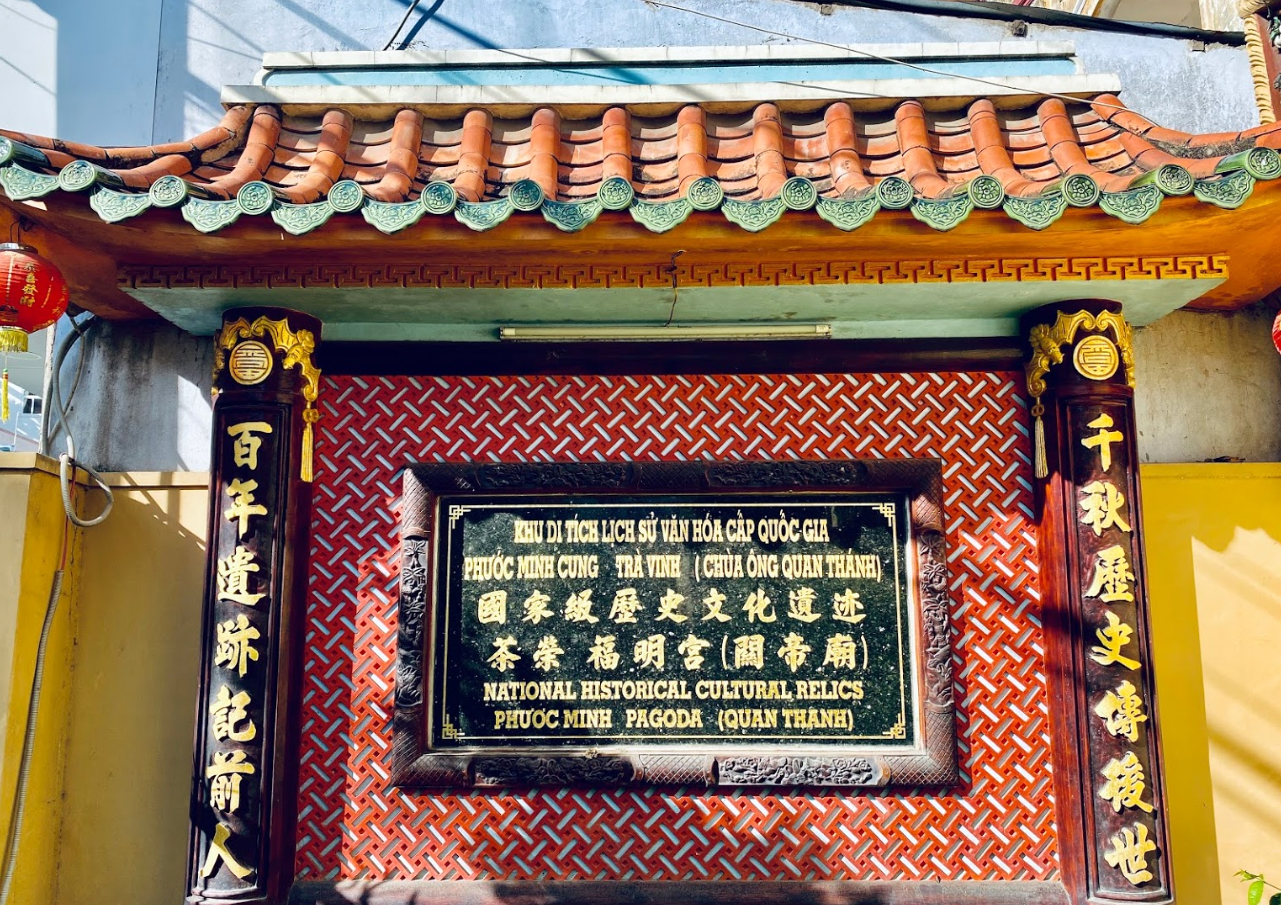 百年遺跡記前人
KHU DI TÍCH LỊCH SỬ VĂN HÓA CẤP QUỐC GIA
PHƯỚC MINH CUNG TRÀ VINH ( CHÙA ÔNG QUAN THÁNH)
國家級歷史文化遺迹
茶榮 福明宮(關帝廟)
NATIONAL HISTORICAL CULTURAL RELICS
PHƯỚC MINH PAGODA (QUAN THÁNH)
千秋歷史傳後世